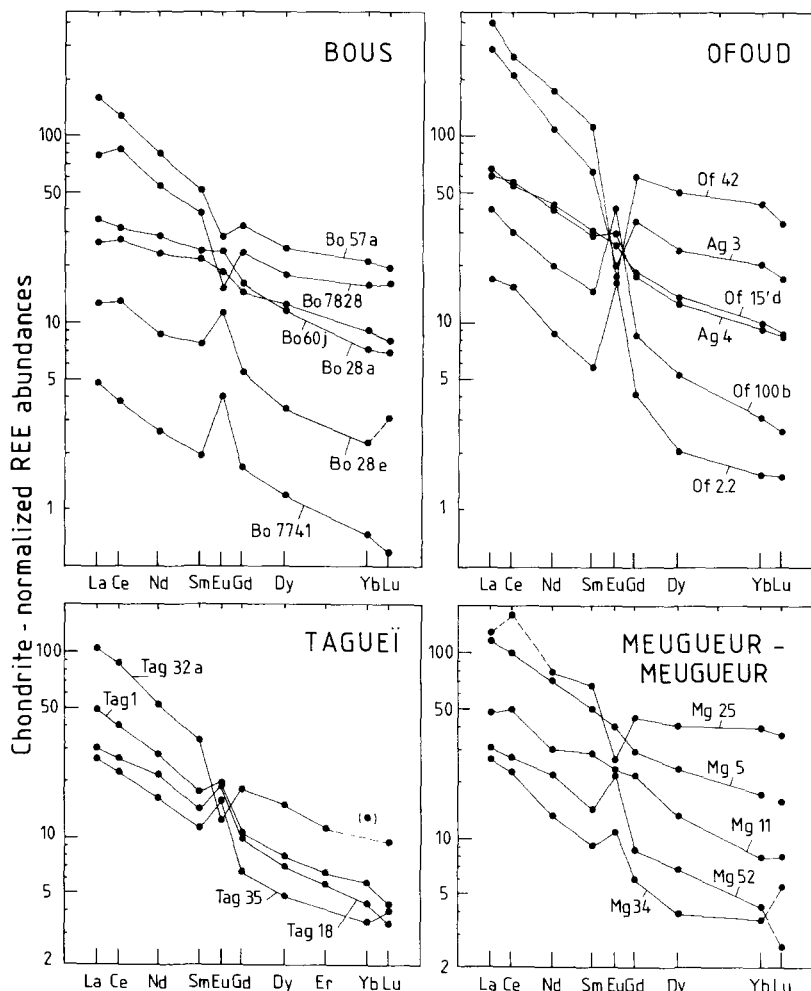 BOUS
100
50
10
5
1
Bo 57a
Bo 7828
Bo 60j
Bo 28a
Bo 28e
Bo 7741
La Ce Nd Sm Eu Gd Dy Yb Lu
OFOUD
100
50
10
5
1
Of 42
Ag 3
Of 15'd
Ag 4
Of 100b
Of 2.2
La Ce Nd Sm Eu Gd Dy Yb Lu
Chondrite - normalized REE abundances
TAGUEÏ
100
50
10
5
2
Tag 32a
Tag 1
(•)
Tag 35
Tag 18
La Ce Nd Sm Eu Gd Dy Er Yb Lu
MEUGUEUR -
MEUGUEUR
100
50
10
5
2
Mg 25
Mg 5
Mg 11
Mg 52
Mg 34
La Ce Nd Sm Eu Gd Dy Yb Lu